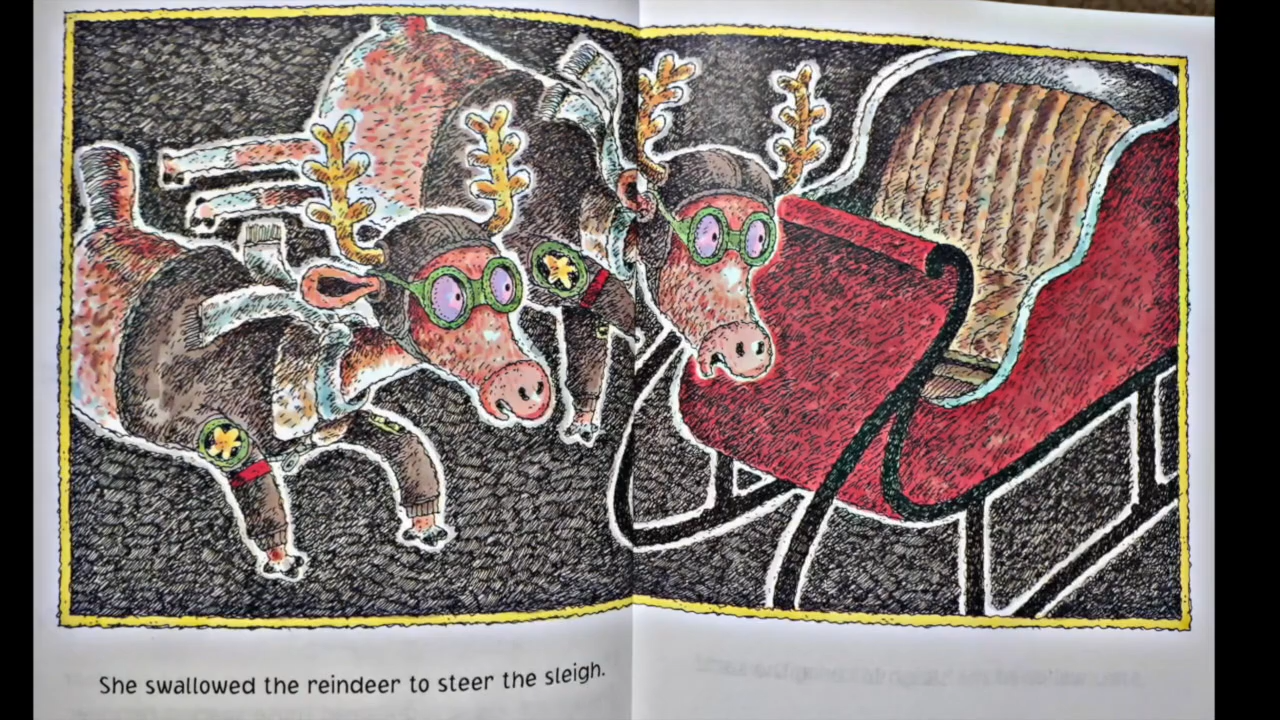 She swallowed the reindeer to steer the sleigh.